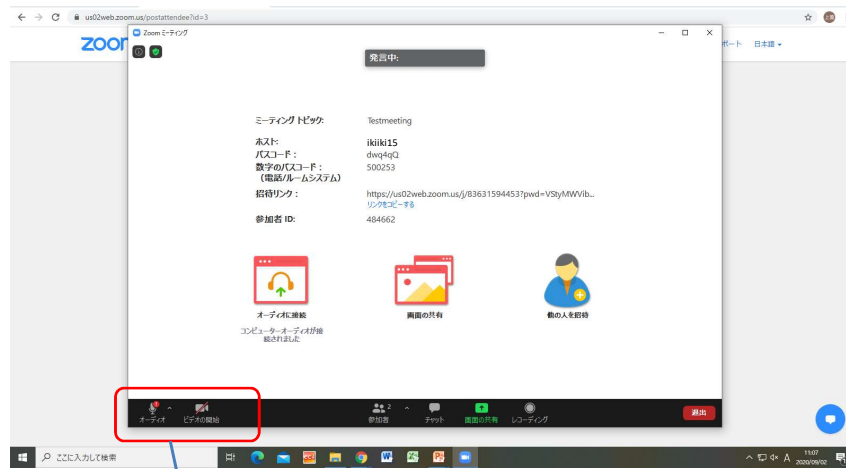 us02web.zoom.us/postattendee?id=3
zoom
Zoom ミーティング
ポート 日本語
発言中:
ミーティング トピック: Testmeeting
ホスト: ikiiki15
パスコード： dwq4qQ
数字のパスコード： 500253
（電話/ルームシステム）
招待リンク： https://us02web.zoom.us/j/83631594453?pwd=VStyMWVib...
リンクをコピーする
参加者 ID: 484662
オーディオに接続 画面の共有 他の人を招待
コンピューターオーディオが接
続されました
オーディオ ビデオの開始 参加者 2 チャット 画面の共有 レコーディング 退出
ここに入力して検索
A 11:07
2020/09/02